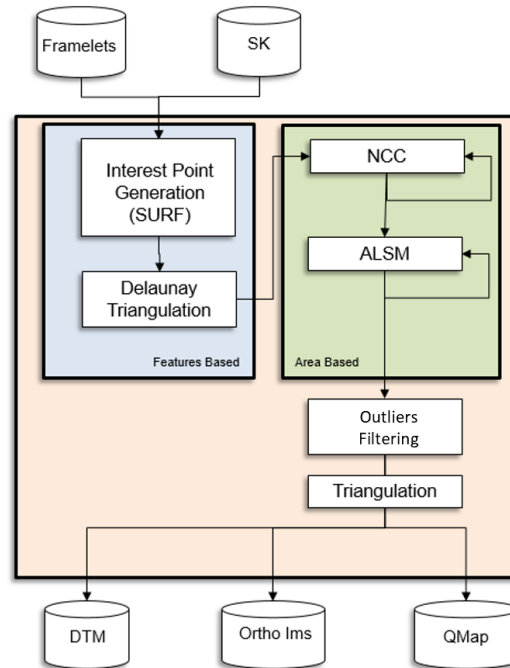 Framelets
SK
Interest Point
Generation
(SURF)
Delaunay
Triangulation
Features Based
NCC
ALSM
Area Based
Outliers
Filtering
Triangulation
DTM
Ortho Ims
QMap